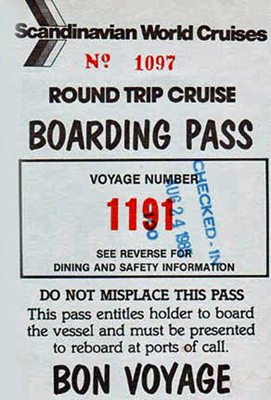 Scandinavian World Cruises
Nº 1097
ROUND TRIP CRUISE
BOARDING PASS
VOYAGE NUMBER
1191
CHECKED - IN
AUG 24
SEE REVERSE FOR
DINING AND SAFETY INFORMATION
DO NOT MISPLACE THIS PASS
This pass entitles holder to board
the vessel and must be presented
to reboard at ports of call.
BON VOYAGE